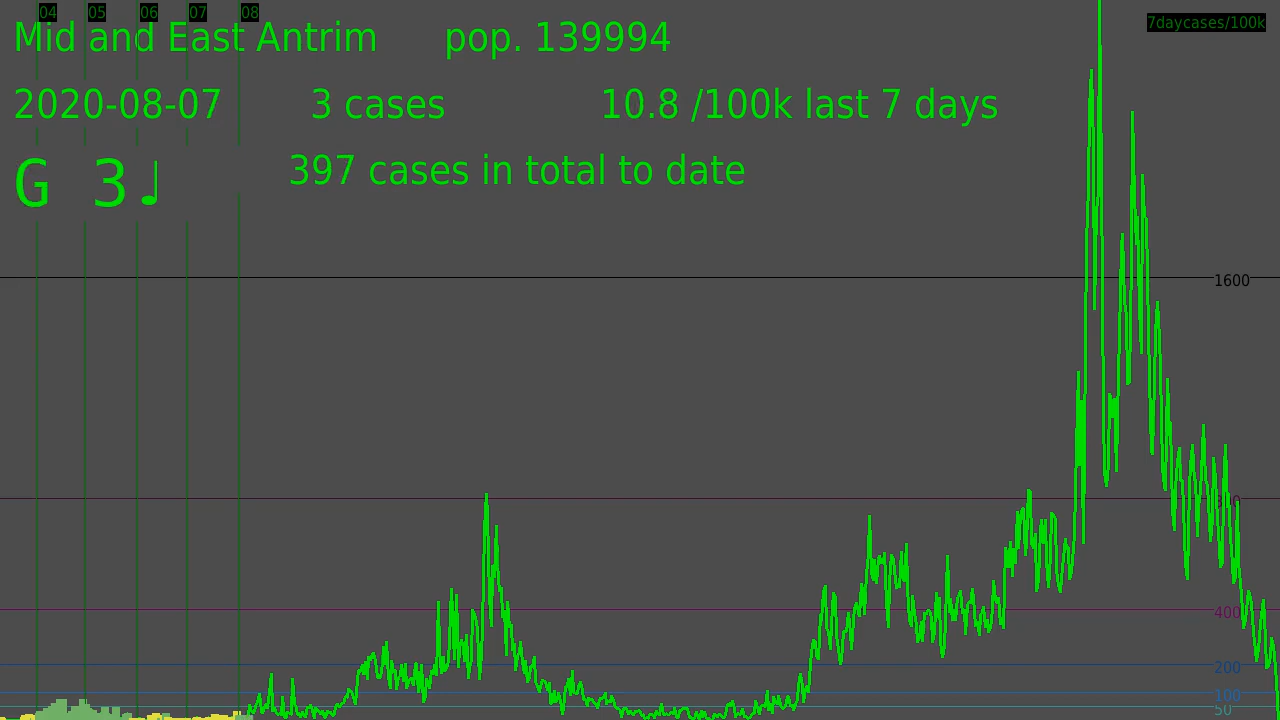 04 05 06 07 08
7daycases/100k
Mid and East Antrim pop. 139994
2020-08-07 3 cases 10.8 /100k last 7 days
G 3♩ 397 cases in total to date
1600
800
400
200
100
50